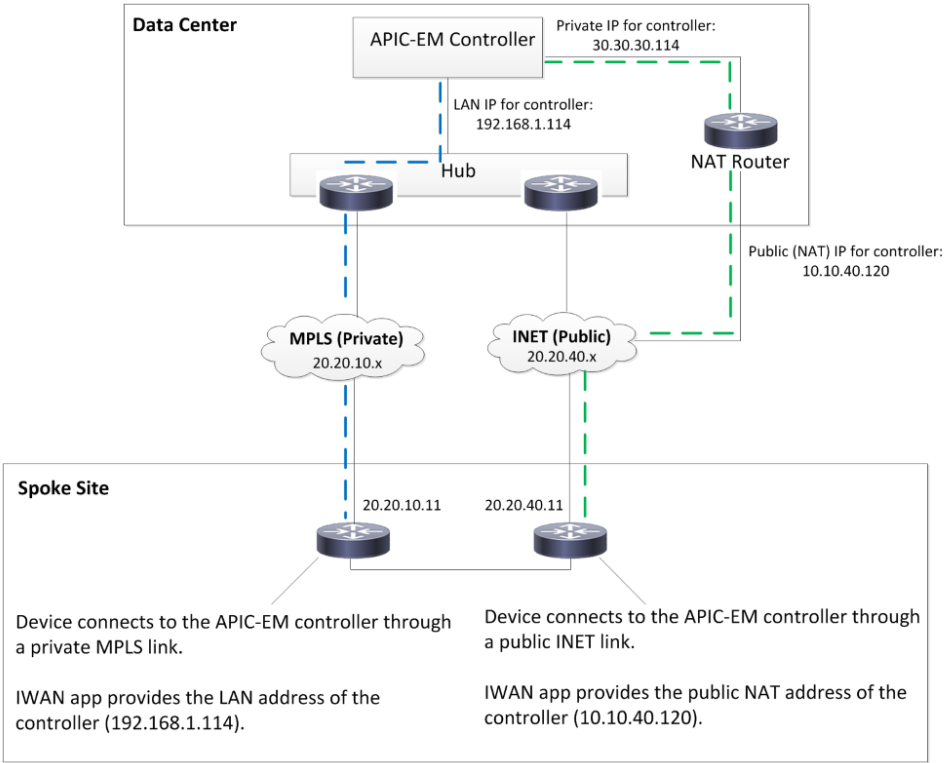 Data Center
APIC-EM Controller
Private IP for controller:
30.30.30.114
LAN IP for controller:
192.168.1.114
Hub
NAT Router
Public (NAT) IP for controller:
10.10.40.120
MPLS (Private)
20.20.10.x
INET (Public)
20.20.40.x
Spoke Site
20.20.10.11
20.20.40.11
Device connects to the APIC-EM controller through
a private MPLS link.
IWAN app provides the LAN address of the
controller (192.168.1.114).
Device connects to the APIC-EM controller through
a public INET link.
IWAN app provides the public NAT address of the
controller (10.10.40.120).